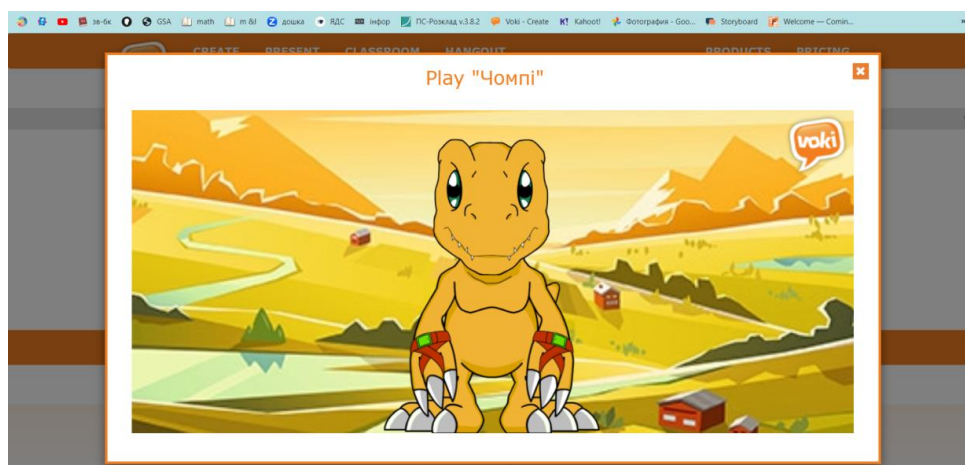 зв-6к GSA math m &I дошка ЯДС інфор ПС-Розклад v.3.8.2 Voki - Create Kahoot! Фотография - Goo... Storyboard Welcome — Comin...
CREATE PRESENT CLASSROOM HANGOUT PRODUCTS PRICING
Play "Чомпі"
voki